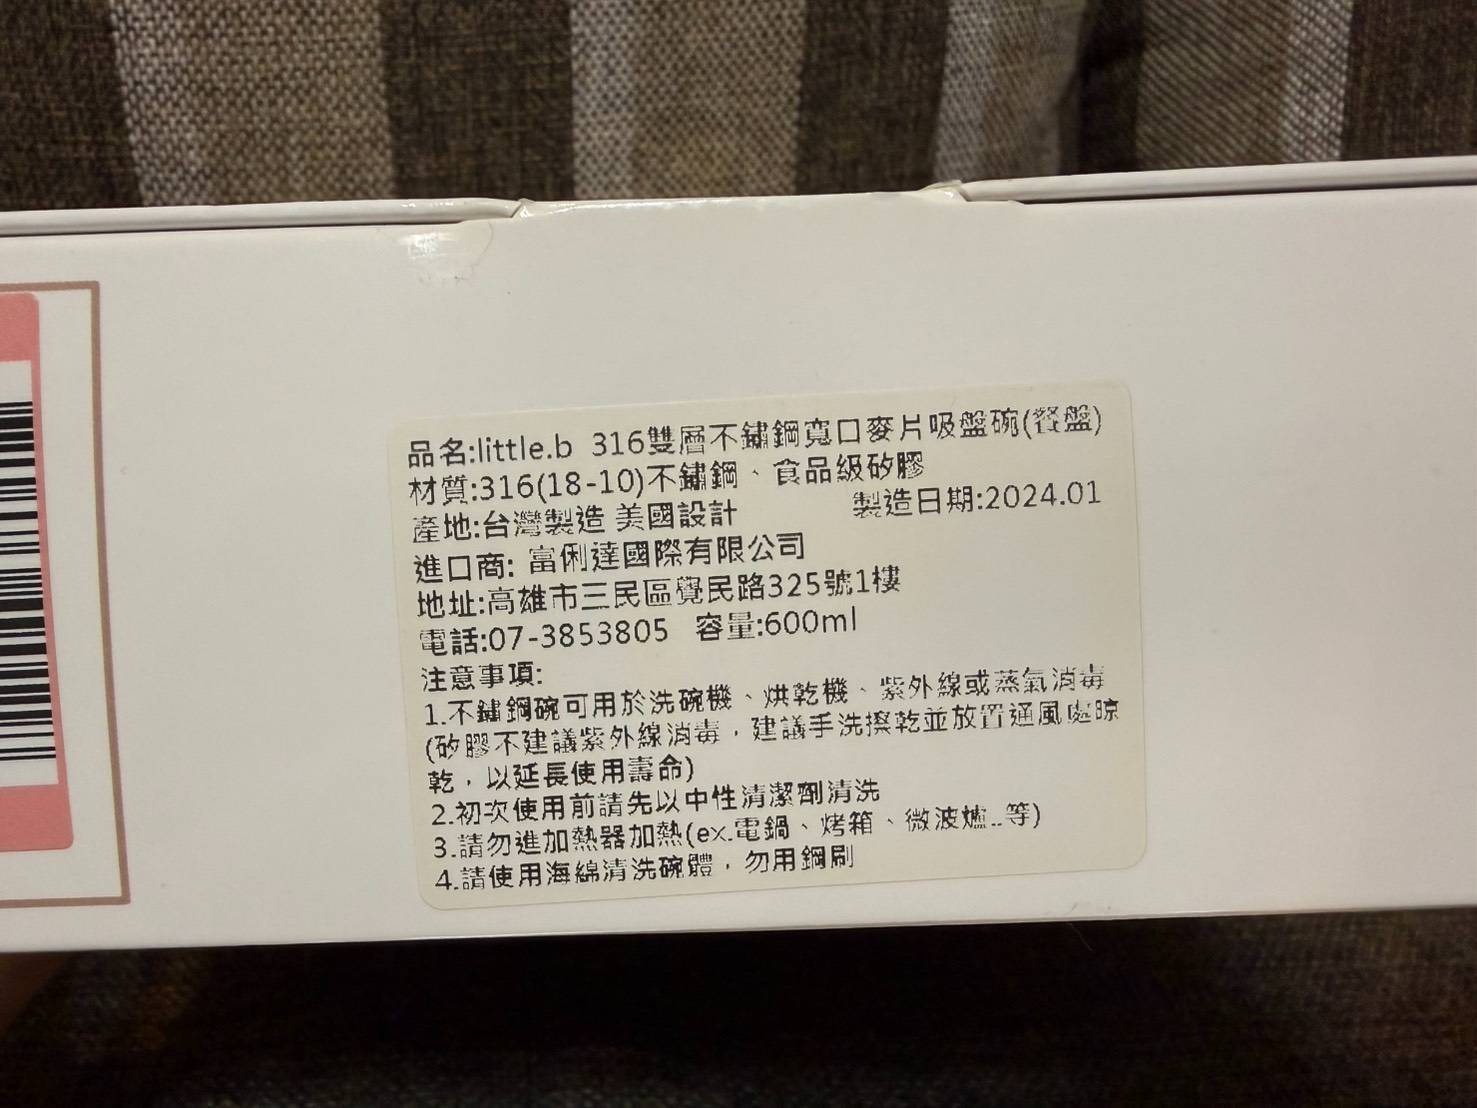 品名:little.b 316雙層不鏽鋼寬口麥片吸盤碗(餐盤)
材質:316(18-10)不鏽鋼、食品級矽膠
產地:台灣製造 美國設計 製造日期:2024.01
進口商: 富俐達國際有限公司
地址:高雄市三民區覺民路325號1樓
電話:07-3853805 容量:600ml
注意事項:
1.不鏽鋼碗可用於洗碗機、烘乾機、紫外線或蒸氣消毒
(矽膠不建議紫外線消毒，建議手洗擦乾並放置通風處晾
乾，以延長使用壽命)
2.初次使用前請先以中性清潔劑清洗
3.請勿進加熱器加熱(ex.電鍋、烤箱、微波爐..等)
4.請使用海綿清洗碗體，勿用鋼刷